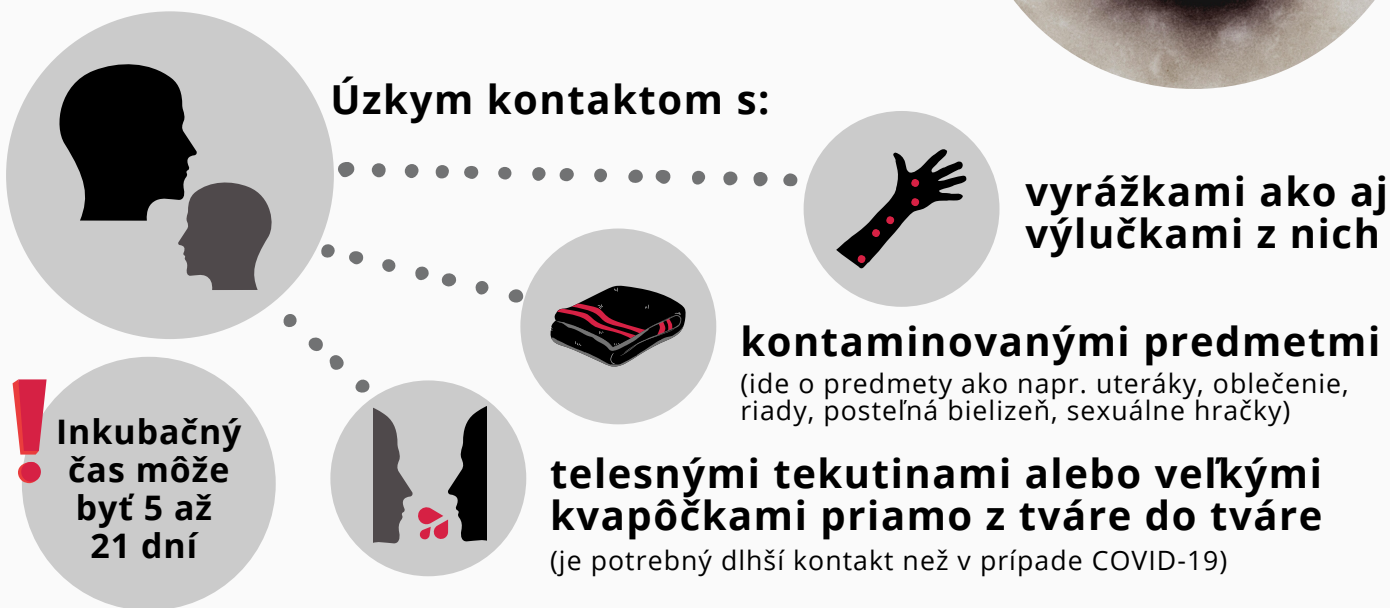 Úzkym kontaktom s:
vyrážkami ako aj
výlučkami z nich
kontaminovanými predmetmi
(ide o predmety ako napr. uteráky, oblečenie,
riady, posteľná bielizeň, sexuálne hračky)
telesnými tekutinami alebo veľkými
kvapôčkami priamo z tváre do tváre
(je potrebný dlhší kontakt než v prípade COVID-19)
Inkubačný
čas môže
byť 5 až
21 dní